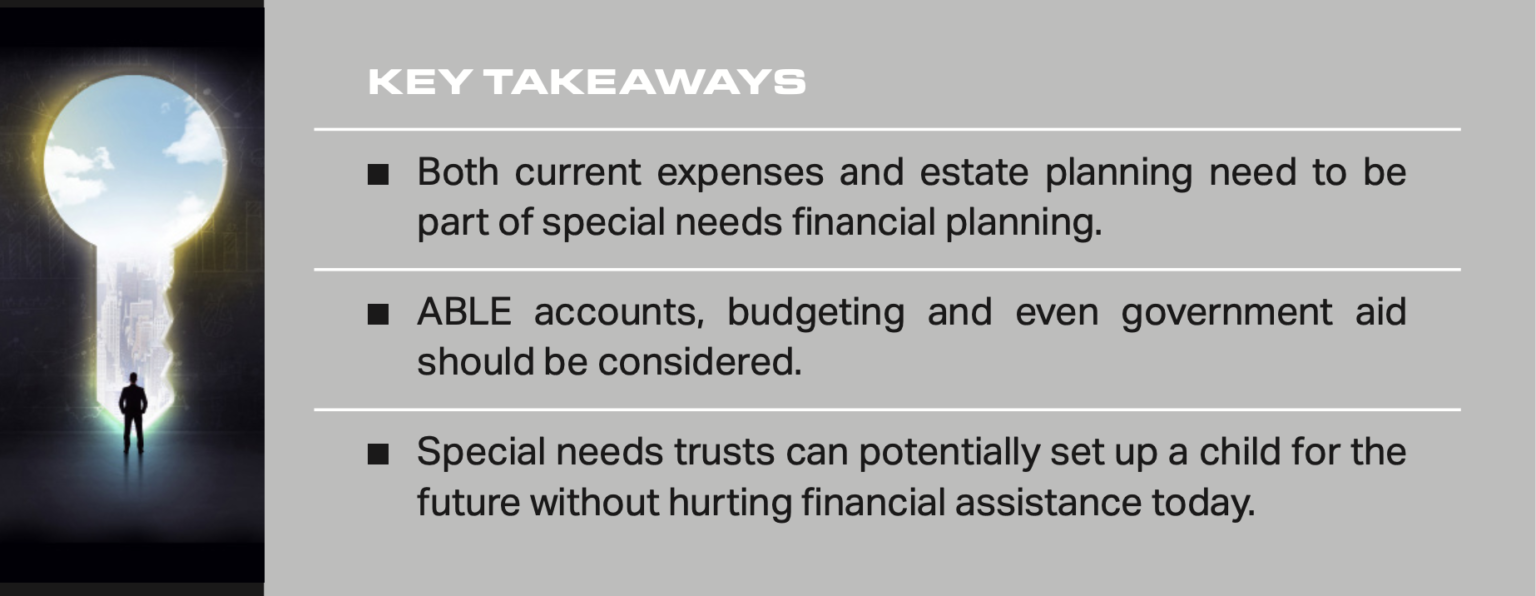 KEY TAKEAWAYS
■ Both current expenses and estate planning need to be
part of special needs financial planning.
■ ABLE accounts, budgeting and even government aid
should be considered.
■ Special needs trusts can potentially set up a child for the
future without hurting financial assistance today.